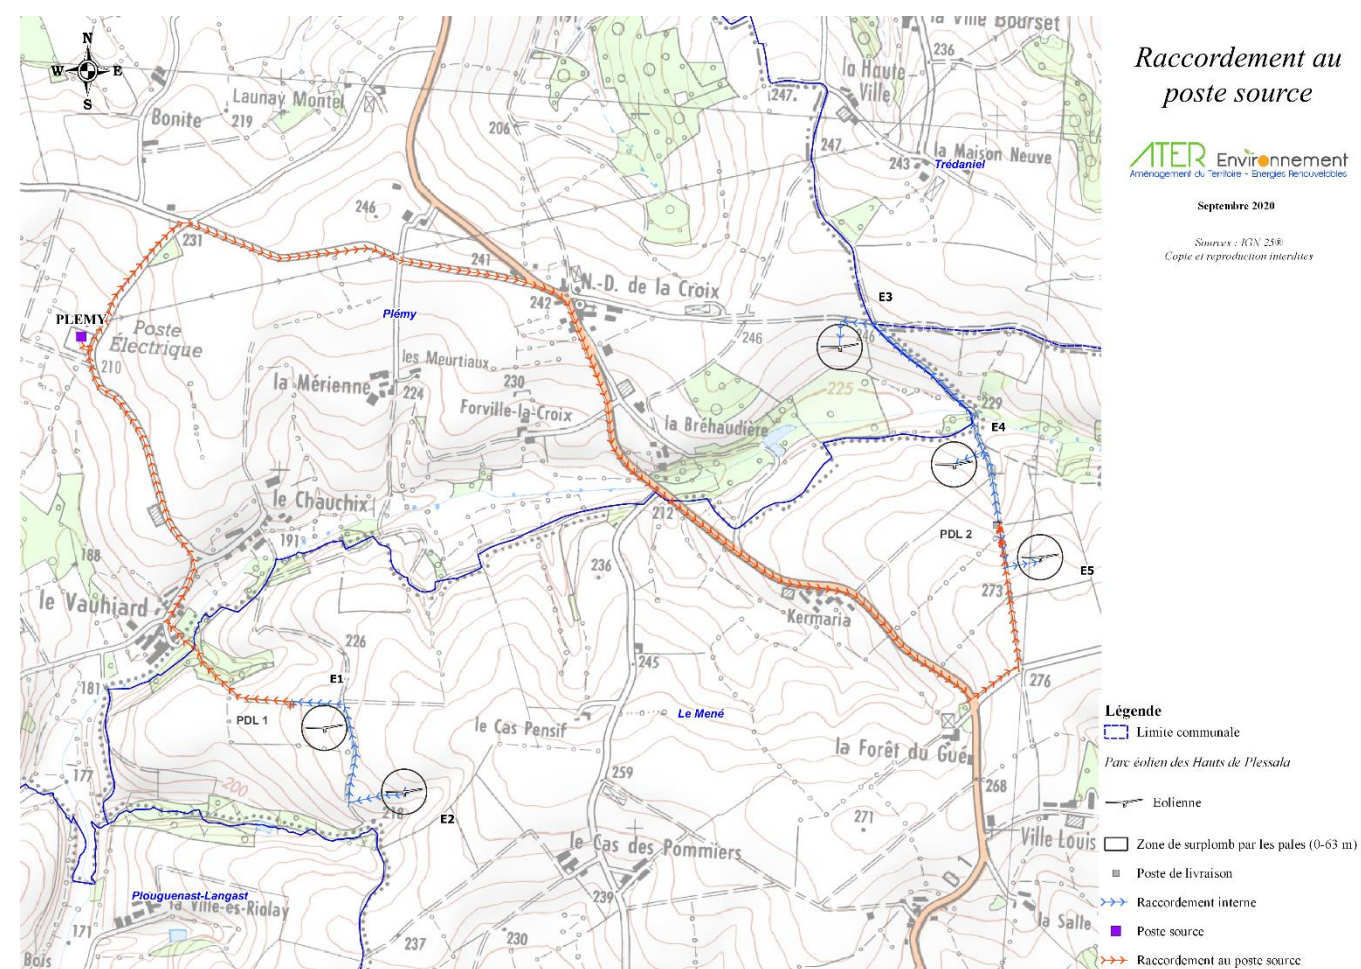 Raccordement au
poste source
ATER Environnement
Aménagement du Territoire - Energies Renouvelables
Septembre 2020
Sources : IGN 25®
Copie et reproduction interdites
N
W E
S
la Ville Bourset
236
la Haute
Ville
247
247
la Maison Neuve
243
Trédaniel
Launay Montel
219
Bonite
206
246
231
241
242
N.-D. de la Croix
E3
PLEMY
Poste
Électrique
210
Plémy
246
246
les Meurtiaux
la Mérienne
224
230
Forville-la-Croix
225
229
la Bréhaudière
E4
le Chauchix
191
212
PDL 2
188
236
E5
273
le Vauhiard
Kermaria
226
245
181
E1
276
PDL 1
le Cas Pensif
Le Mené
la Forêt du Gué
177
200
259
268
218
E2
271
Ville Louis
le Cas des Pommiers
D 1
Plouguenast-Langast
la Ville-ès-Riolay
239
la Salle
171
237
230
Bois
Légende
Limite communale
Parc éolien des Hauts de Plessala
Eolienne
Zone de surplomb par les pales (0-63 m)
Poste de livraison
Raccordement interne
Poste source
Raccordement au poste source